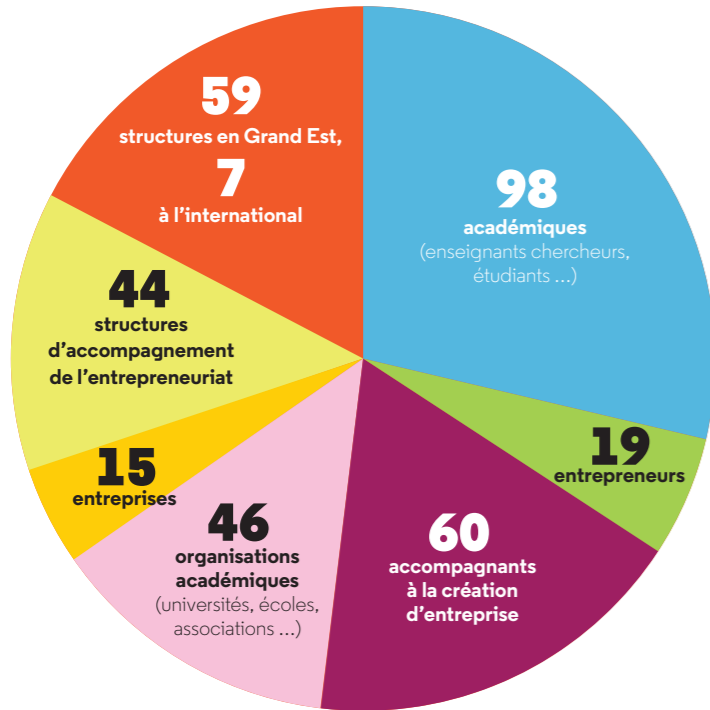 59
structures en Grand Est,
7
à l'international
98
académiques
(enseignants chercheurs,
étudiants ...)
44
structures
d'accompagnement
de l'entrepreneuriat
19
entrepreneurs
15
entreprises
46
organisations
académiques
(universités, écoles,
associations ...)
60
accompagnants
à la création
d'entreprise